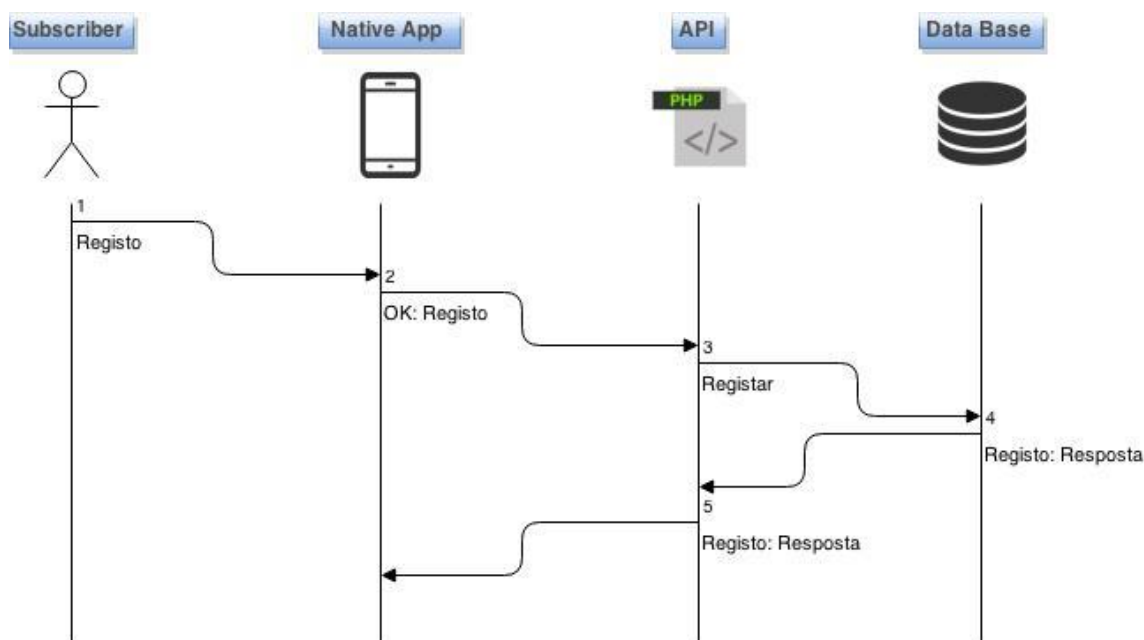 Subscriber
Native App
API
Data Base
PHP
</>
1
Registo
2
OK: Registo
3
Registar
4
Registo: Resposta
5
Registo: Resposta